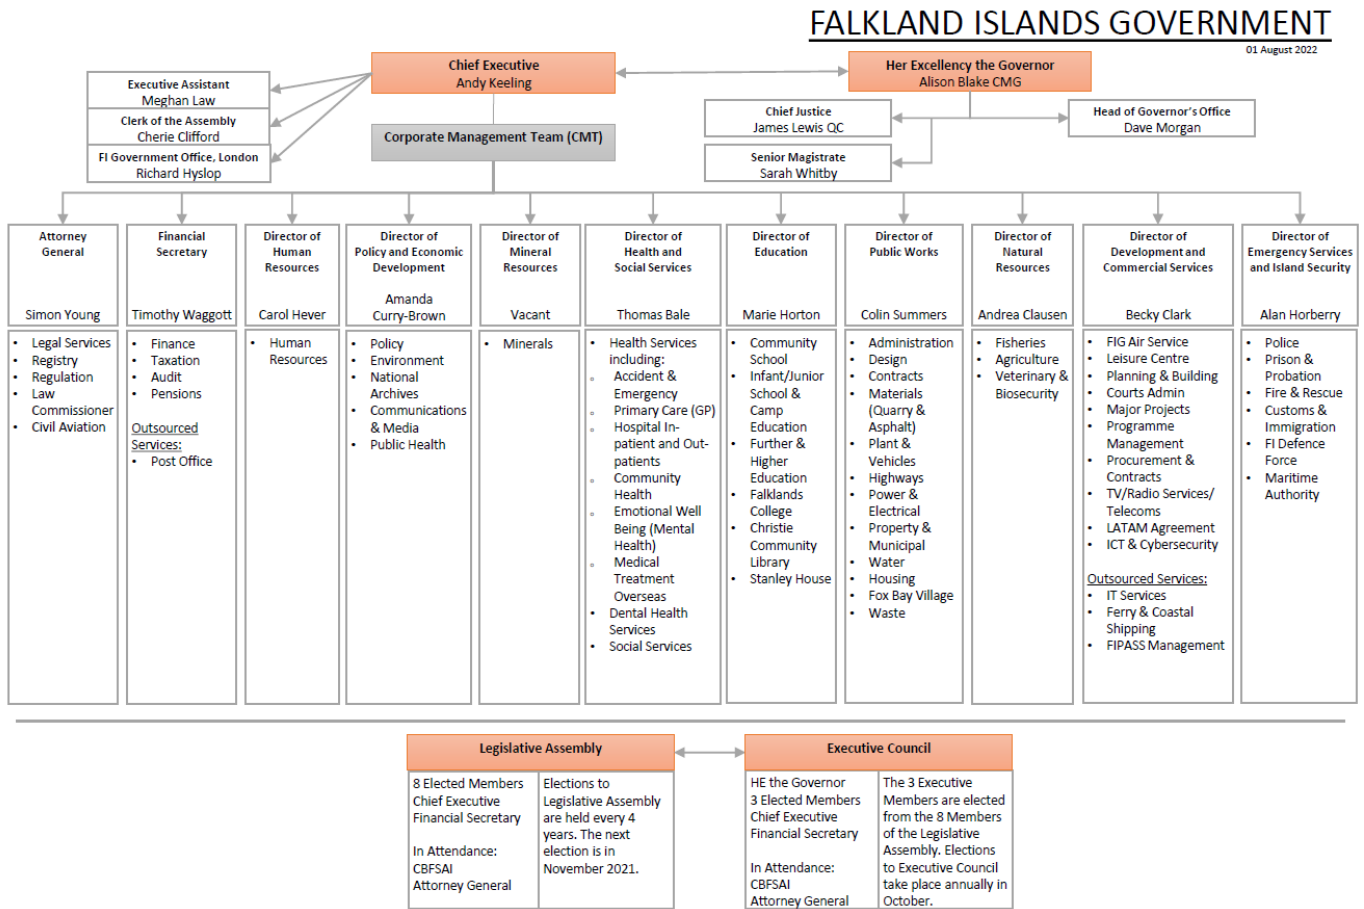 FALKLAND ISLANDS GOVERNMENT
01 August 2022
Chief Executive
Andy Keeling
Her Excellency the Governor
Alison Blake CMG
Executive Assistant
Meghan Law
Clerk of the Assembly
Cherie Clifford
FI Government Office, London
Richard Hyslop
Corporate Management Team (CMT)
Chief Justice
James Lewis QC
Senior Magistrate
Sarah Whitby
Head of Governor's Office
Dave Morgan
Attorney
General
Simon Young
• Legal Services
• Registry
• Regulation
• Law
Commissioner
• Civil Aviation
Financial
Secretary
Timothy Waggott
• Finance
• Taxation
• Audit
• Pensions
Outsourced
Services:
• Post Office
Director of
Human
Resources
Carol Hever
• Human
Resources
Director of
Policy and Economic
Development
Amanda
Curry-Brown
• Policy
• Environment
• National
Archives
• Communications
& Media
• Public Health
Director of
Mineral
Resources
Vacant
• Minerals
Director of
Health and
Social Services
Thomas Bale
• Health Services
including:
▫ Accident &
Emergency
▫ Primary Care (GP)
▫ Hospital In-
patient and Out-
patients
▫ Community
Health
▫ Emotional Well
Being (Mental
Health)
▫ Medical
Treatment
Overseas
• Dental Health
Services
• Social Services
Director of
Education
Marie Horton
• Community
School
• Infant/Junior
School &
Camp
Education
• Further &
Higher
Education
• Falklands
College
• Christie
Community
Library
• Stanley House
Director of
Public Works
Colin Summers
• Administration
• Design
• Contracts
• Materials
(Quarry &
Asphalt)
• Plant &
Vehicles
• Highways
• Power &
Electrical
• Property &
Municipal
• Water
• Housing
• Fox Bay Village
• Waste
Director of
Natural
Resources
Andrea Clausen
• Fisheries
• Agriculture
• Veterinary &
Biosecurity
Director of
Development and
Commercial Services
Becky Clark
• FIG Air Service
• Leisure Centre
• Planning & Building
• Courts Admin
• Major Projects
• Programme
Management
• Procurement &
Contracts
• TV/Radio Services/
Telecoms
• LATAM Agreement
• ICT & Cybersecurity
Outsourced Services:
• IT Services
• Ferry & Coastal
Shipping
• FIPASS Management
Director of
Emergency Services
and Island Security
Alan Horberry
• Police
• Prison &
Probation
• Fire & Rescue
• Customs &
Immigration
• FI Defence
Force
• Maritime
Authority
Legislative Assembly
8 Elected Members
Chief Executive
Financial Secretary
In Attendance:
CBFSAI
Attorney General
Elections to
Legislative Assembly
are held every 4
years. The next
election is in
November 2021.
Executive Council
HE the Governor
3 Elected Members
Chief Executive
Financial Secretary
In Attendance:
CBFSAI
Attorney General
The 3 Executive
Members are elected
from the 8 Members
of the Legislative
Assembly. Elections
to Executive Council
take place annually in
October.